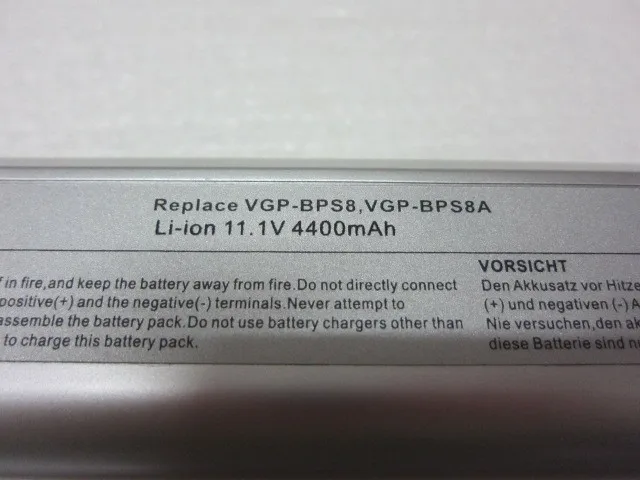 Replace VGP-BPS8,VGP-BPS8A
Li-ion 11.1V 4400mAh
in fire,and keep the battery away from fire.Do not directly connect
positive(+) and the negative(-) terminals.Never attempt to
assemble the battery pack.Do not use battery chargers other than
to charge this battery pack.
VORSICHT
Den Akkusatz vor Hitze
(+) und negativen (-) A
Nie versuchen,den ak
diese Batterie sind nu